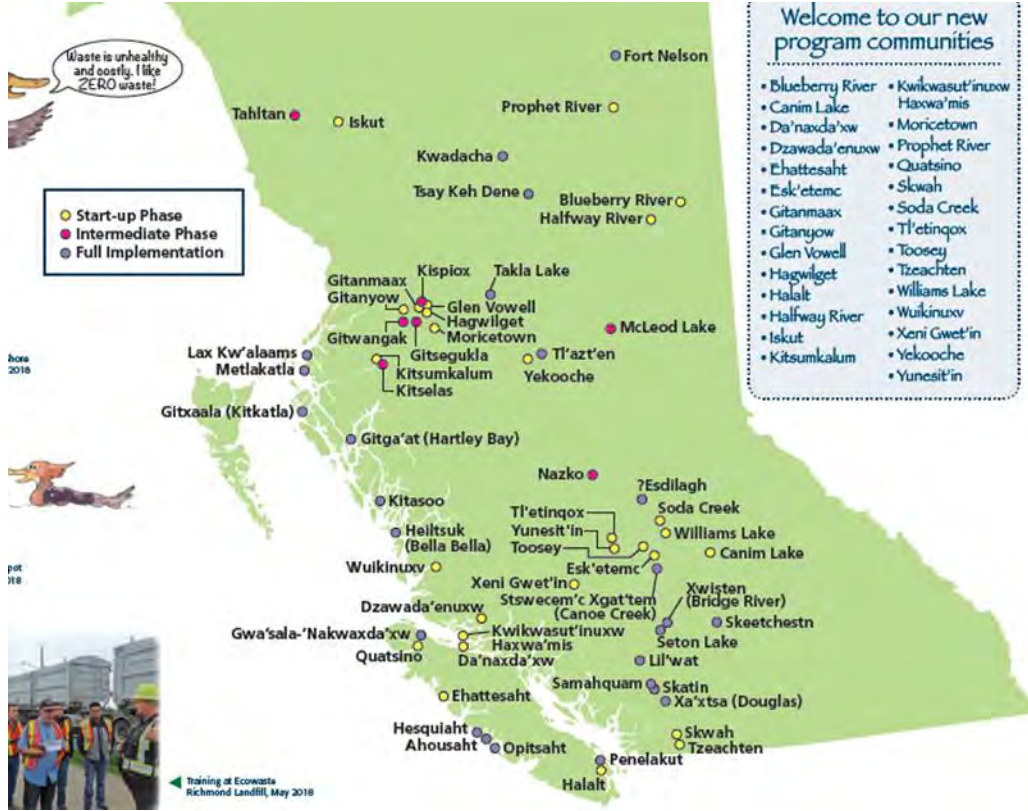 Waste is unhealthy
and costly. I like
ZERO waste!
Welcome to our new
program communities
• Blueberry River
• Canim Lake
• Da'naxda'xw
• Dzawada'enuxw
• Ehattesaht
• Esk'etemc
• Gitanmaax
• Gitanyow
• Glen Vowell
• Hagwilget
• Halalt
• Halfway River
• Iskut
• Kitsumkalum
• Kwikwasut'inuxw
Haxwa'mis
• Moricetown
• Prophet River
• Quatsino
• Skwah
• Soda Creek
• Tl'etinqox
• Toosey
• Tzeachten
• Williams Lake
• Wuikinuxv
• Xeni Gwet'in
• Yekooche
• Yunesit'in
Start-up Phase
Intermediate Phase
Full Implementation
Fort Nelson
Prophet River
Tahltan
Iskut
Kwadacha
Tsay Keh Dene
Blueberry River
Halfway River
Kispiox
Takla Lake
Gitanmaax
Gitanyow
Glen Vowell
Hagwilget
Moricetown
Gitwangak
Gitsegukla
McLeod Lake
Lax Kw'alaams
Metlakatla
Kitsumkalum
Kitselas
Tl'azt'en
Yekooche
Gitxaala (Kitkatla)
Gitga'at (Hartley Bay)
Nazko
?Esdilagh
Kitasoo
Soda Creek
Tl'etinqox
Yunesit'in
Toosey
Williams Lake
Heiltsuk
(Bella Bella)
Canim Lake
Esk'etemc
Wuikinuxv
Xeni Gwet'in
Stswecem'c Xgat'tem
(Canoe Creek)
Xwisten
(Bridge River)
Dzawada'enuxw
Skeetchestn
Gwa'sala-'Nakwaxda'xw
Kwikwasut'inuxw
Haxwa'mis
Seton Lake
Quatsino
Da'naxda'xw
Lil'wat
Samahquam
Skatin
Ehattesaht
Xa'xtsa (Douglas)
Hesquiaht
Ahousaht
Opitsaht
Skwah
Tzeachten
Penelakut
Halalt
hore
2018
pot
018
Training at Ecowaste
Richmond Landfill, May 2018